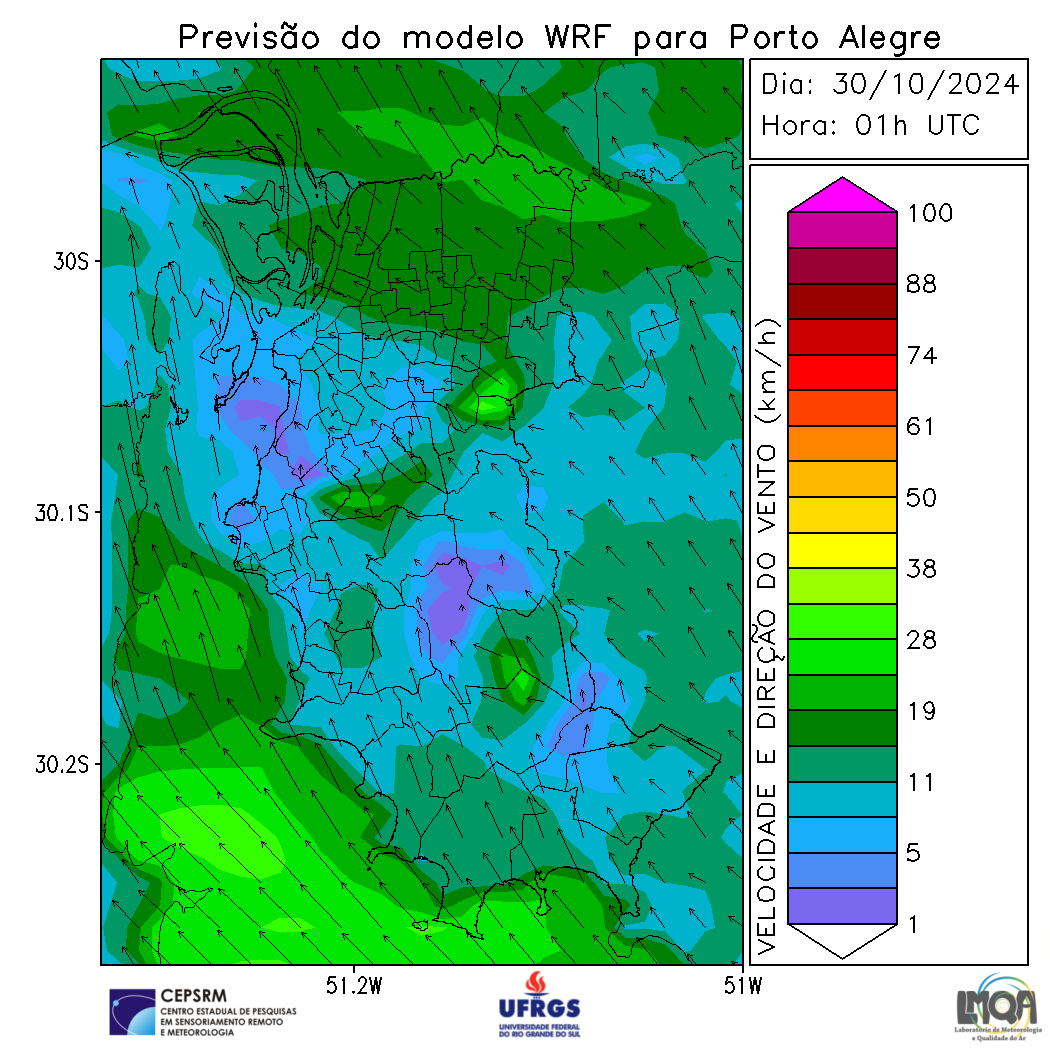 Previsão do modelo WRF para Porto Alegre
Dia: 30/10/2024
Hora: 01h UTC
30S
30.1S
30.2S
51.2W
51W
VELOCIDADE E DIREÇÃO DO VENTO (km/h)
100
88
74
61
50
38
28
19
11
5
1
CEPSRM
CENTRO ESTADUAL DE PESQUISAS
EM SENSORIAMENTO REMOTO
E METEOROLOGIA
UFRGS
UNIVERSIDADE FEDERAL
DO RIO GRANDE DO SUL
LMQA
Laboratório de Meteorologia
e Qualidade do Ar